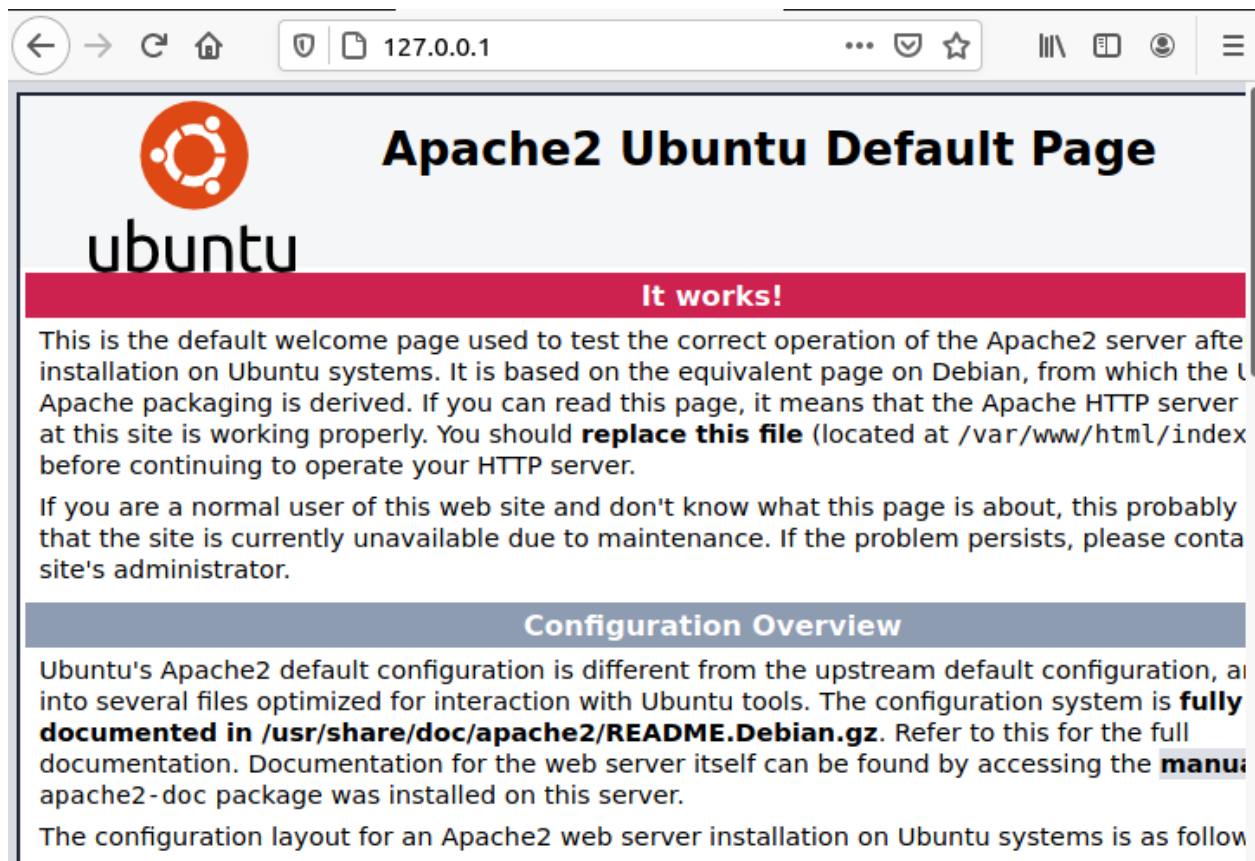 127.0.0.1
ubuntu
Apache2 Ubuntu Default Page
It works!
This is the default welcome page used to test the correct operation of the Apache2 server afte
installation on Ubuntu systems. It is based on the equivalent page on Debian, from which the
Apache packaging is derived. If you can read this page, it means that the Apache HTTP server
at this site is working properly. You should replace this file (located at /var/www/html/index
before continuing to operate your HTTP server.
If you are a normal user of this web site and don't know what this page is about, this probably
that the site is currently unavailable due to maintenance. If the problem persists, please conta
site's administrator.
Configuration Overview
Ubuntu's Apache2 default configuration is different from the upstream default configuration, a
into several files optimized for interaction with Ubuntu tools. The configuration system is fully
documented in /usr/share/doc/apache2/README.Debian.gz. Refer to this for the full
documentation. Documentation for the web server itself can be found by accessing the manua
apache2-doc package was installed on this server.
The configuration layout for an Apache2 web server installation on Ubuntu systems is as follow